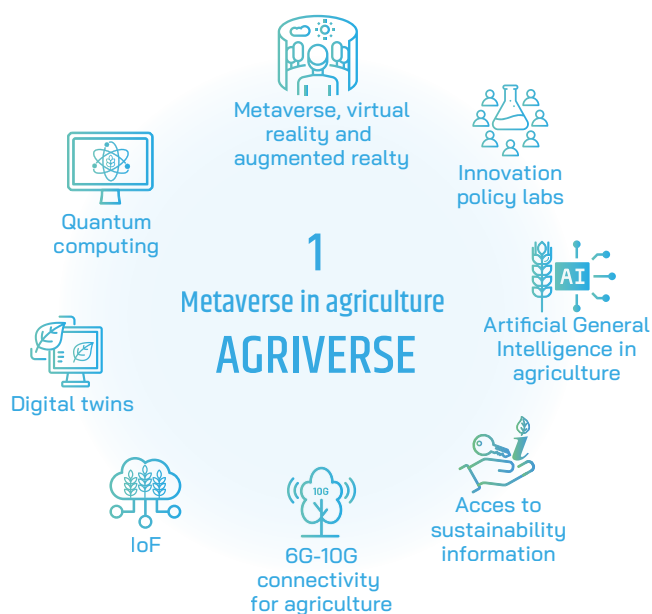 Metaverse, virtual
reality and
augmented realty
Innovation
policy labs
AI
Artificial General
Intelligence in
agriculture
i
Acces to
sustainability
information
10G
6G-10G
connectivity
for agriculture
IoF
Digital twins
Quantum
computing
1
Metaverse in agriculture
AGRIVERSE